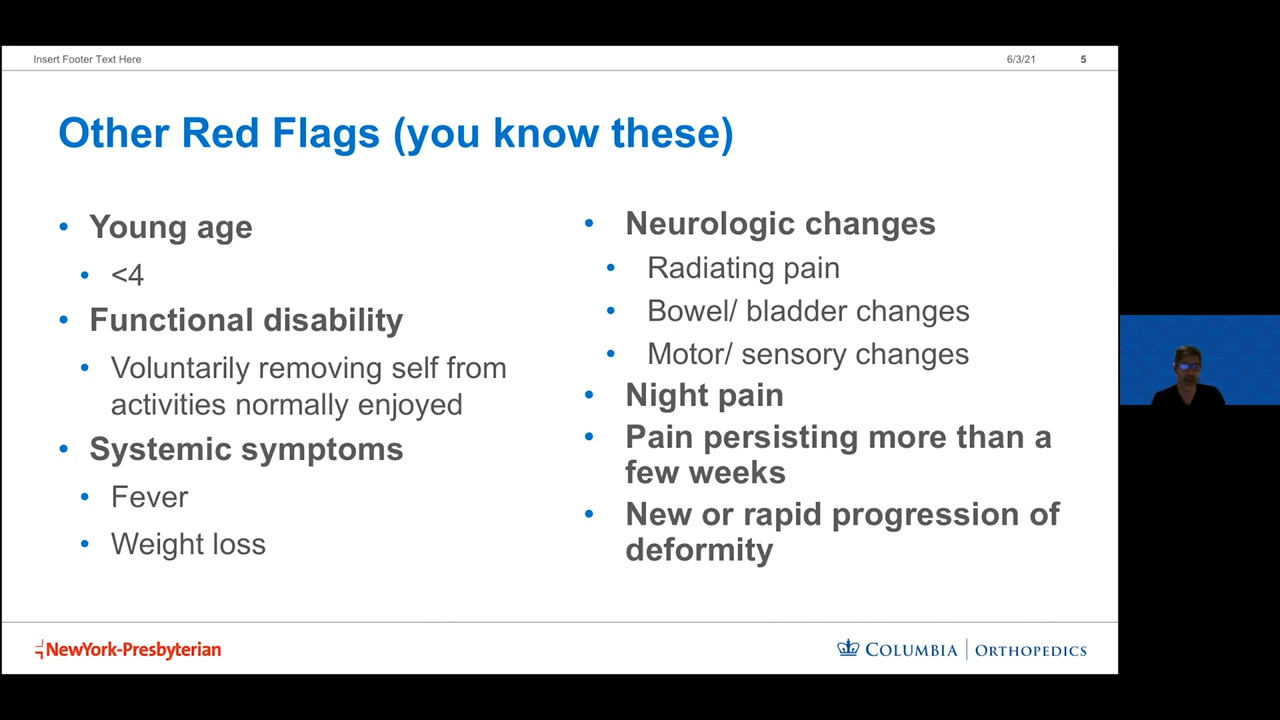 Insert Footer Text Here
6/3/21
5
Other Red Flags (you know these)
• Young age
• <4
• Functional disability
• Voluntarily removing self from
activities normally enjoyed
• Systemic symptoms
• Fever
• Weight loss
• Neurologic changes
• Radiating pain
• Bowel/ bladder changes
• Motor/ sensory changes
• Night pain
• Pain persisting more than a
few weeks
• New or rapid progression of
deformity
NewYork-Presbyterian
COLUMBIA | ORTHOPEDICS